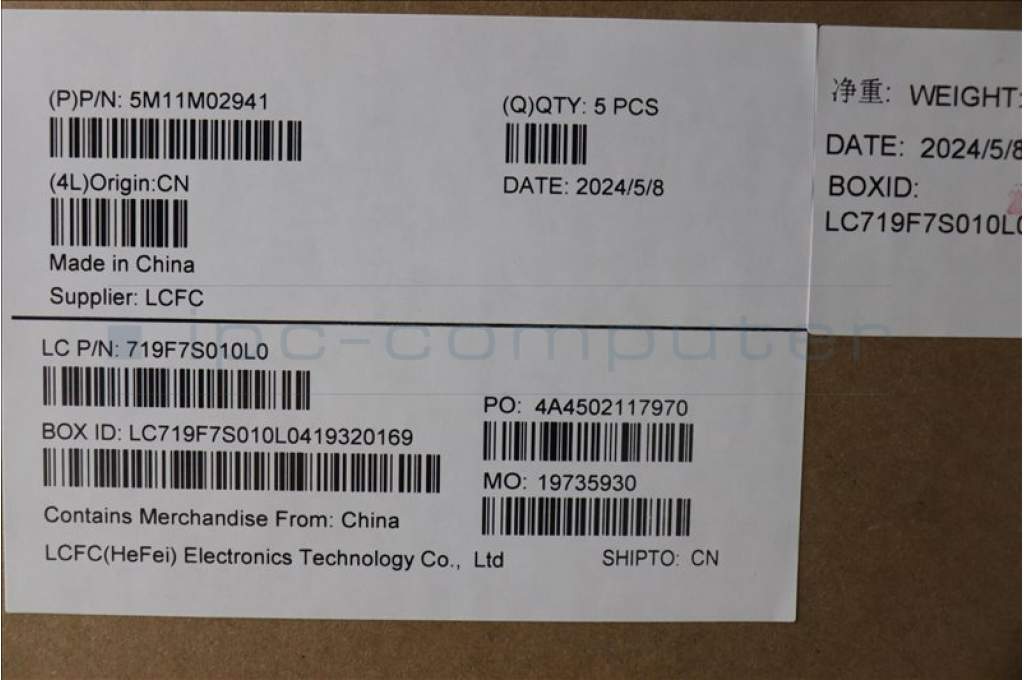 (P)P/N: 5M11M02941
(Q)QTY: 5 PCS
(4L)Origin:CN
DATE: 2024/5/8
Made in China
Supplier: LCFC
LC P/N: 719F7S010L0
PO: 4A4502117970
BOX ID: LC719F7S010L0419320169
MO: 19735930
Contains Merchandise From: China
LCFC(HeFei) Electronics Technology Co., Ltd
SHIPTO: CN
净重: WEIGHT:
DATE: 2024/5/8
BOXID:
LC719F7S010L0
ipc-computer